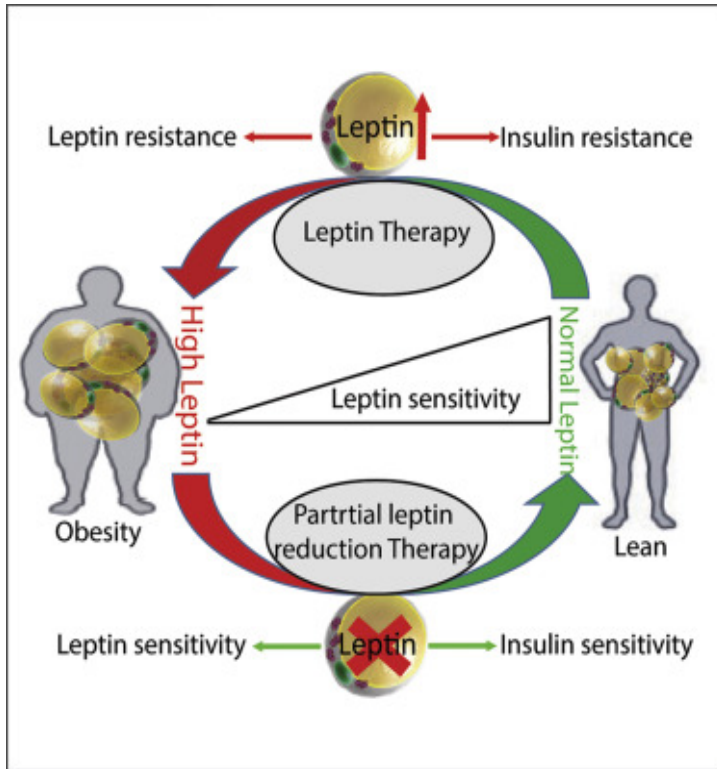 Leptin
Leptin resistance
Insulin resistance
Leptin Therapy
High Leptin
Normal Leptin
Leptin sensitivity
Obesity
Lean
Partrtial leptin
reduction Therapy
Leptin sensitivity
Leptin
Insulin sensitivity